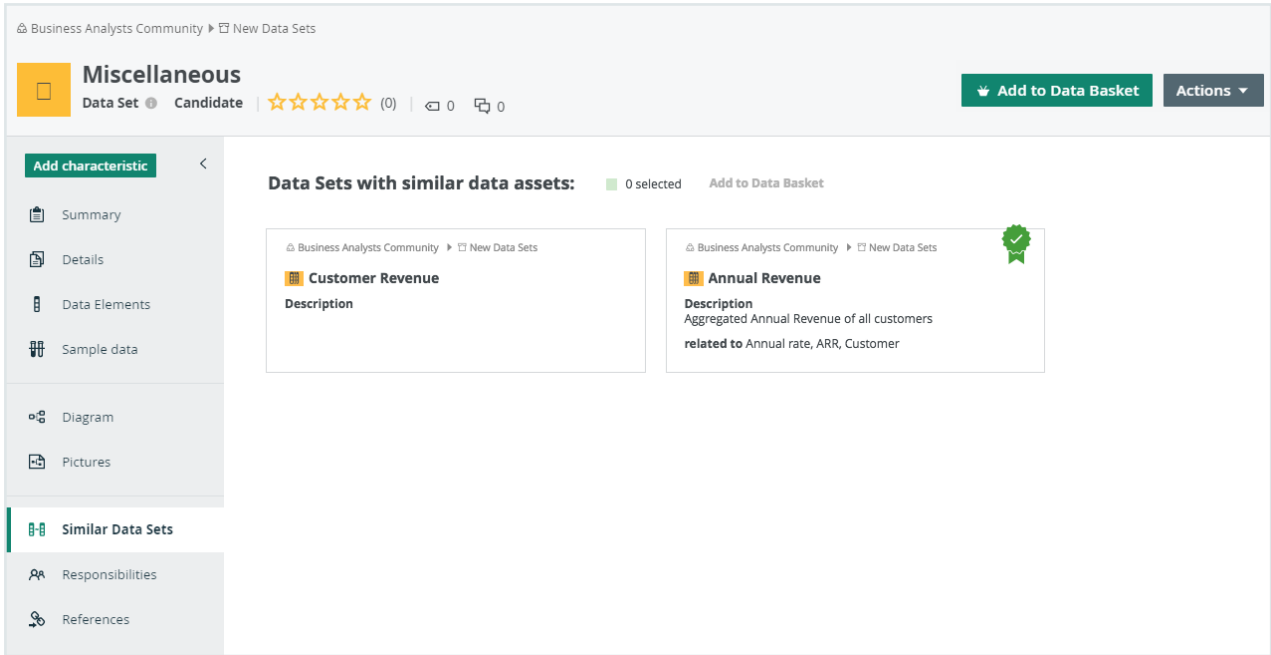 Business Analysts Community New Data Sets
Miscellaneous
Data Set Candidate (0) 0 0
Add to Data Basket
Actions
Add characteristic
Summary
Details
Data Elements
Sample data
Diagram
Pictures
Similar Data Sets
Responsibilities
References
Data Sets with similar data assets: 0 selected Add to Data Basket
Business Analysts Community New Data Sets
Customer Revenue
Description
Business Analysts Community New Data Sets
Annual Revenue
Description
Aggregated Annual Revenue of all customers
related to Annual rate, ARR, Customer